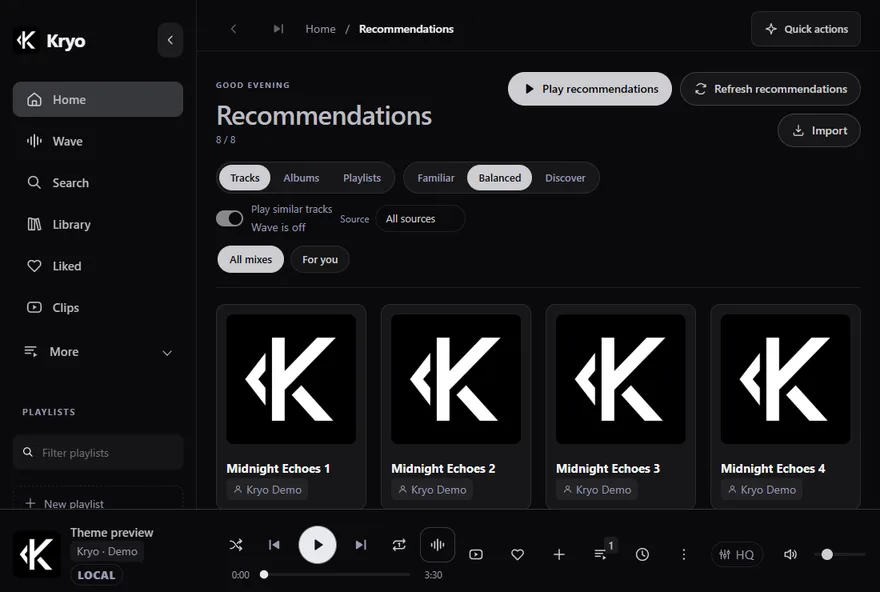 Kryo
Home
Wave
Search
Library
Liked
Clips
More
PLAYLISTS
Filter playlists
New playlist
Home / Recommendations
Quick actions
GOOD EVENING
Recommendations
8 / 8
Play recommendations
Refresh recommendations
Import
Tracks Albums Playlists
Familiar Balanced Discover
Play similar tracks
Wave is off
Source All sources
All mixes For you
Midnight Echoes 1
Kryo Demo
Midnight Echoes 2
Kryo Demo
Midnight Echoes 3
Kryo Demo
Midnight Echoes 4
Kryo Demo
Theme preview
Kryo · Demo
LOCAL
0:00
3:30
1
HQ